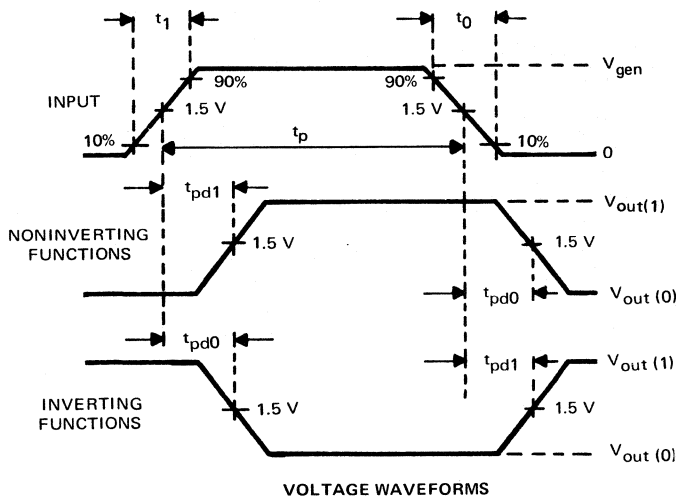 t1 t0
Vgen
90% 90%
INPUT 1.5 V 1.5 V
10% tp 10%
0
tpd1 Vout(1)
NONINVERTING
FUNCTIONS
1.5 V 1.5 V
tpd0 Vout (0)
tpd0 tpd1 Vout (1)
INVERTING
FUNCTIONS
1.5 V 1.5 V
Vout (0)
VOLTAGE WAVEFORMS